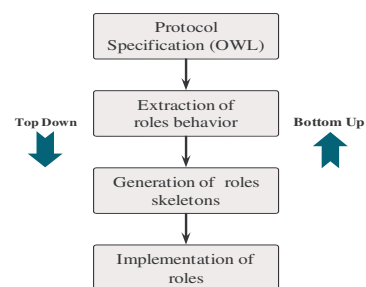 Protocol
Specification (OWL)
Extraction of
roles behavior
Top Down
Bottom Up
Generation of roles
skeletons
Implementation of
roles